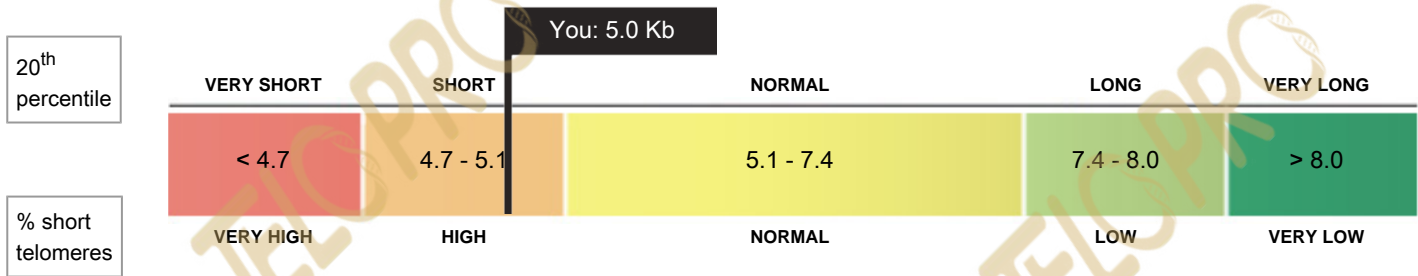 You: 5.0 Kb
20th
percentile
VERY SHORT SHORT NORMAL LONG VERY LONG
< 4.7 4.7 - 5.1 5.1 - 7.4 7.4 - 8.0 > 8.0
% short
telomeres
VERY HIGH HIGH NORMAL LOW VERY LOW
TELOPRO
TELOPRO